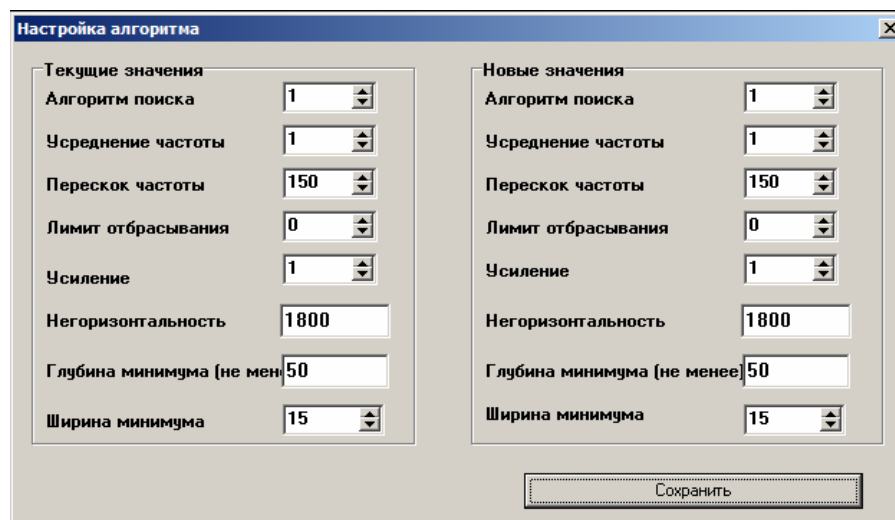 Настройка алгоритма
Текущие значения
Алгоритм поиска 1
Усреднение частоты 1
Перескок частоты 150
Лимит отбрасывания 0
Усиление 1
Негоризонтальность 1800
Глубина минимума (не мен 50
Ширина минимума 15
Новые значения
Алгоритм поиска 1
Усреднение частоты 1
Перескок частоты 150
Лимит отбрасывания 0
Усиление 1
Негоризонтальность 1800
Глубина минимума (не менее) 50
Ширина минимума 15
Сохранить